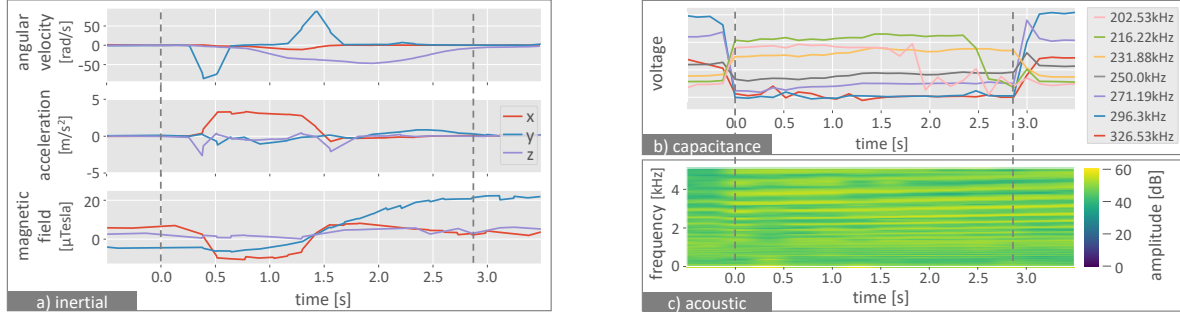 angular
velocity
[rad/s]
50
0
-50
acceleration
[m/s²]
5
0
-5
x
y
z
magnetic
field
[µTesla]
20
0
0.0 0.5 1.0 1.5 2.0 2.5 3.0
time [s]
a) inertial
voltage
0.0 0.5 1.0 1.5 2.0 2.5 3.0
time [s]
b) capacitance
202.53kHz
216.22kHz
231.88kHz
250.0kHz
271.19kHz
296.3kHz
326.53kHz
frequency [kHz]
4
2
0
0.0 0.5 1.0 1.5 2.0 2.5 3.0
time [s]
c) acoustic
60
40
20
0
amplitude [dB]